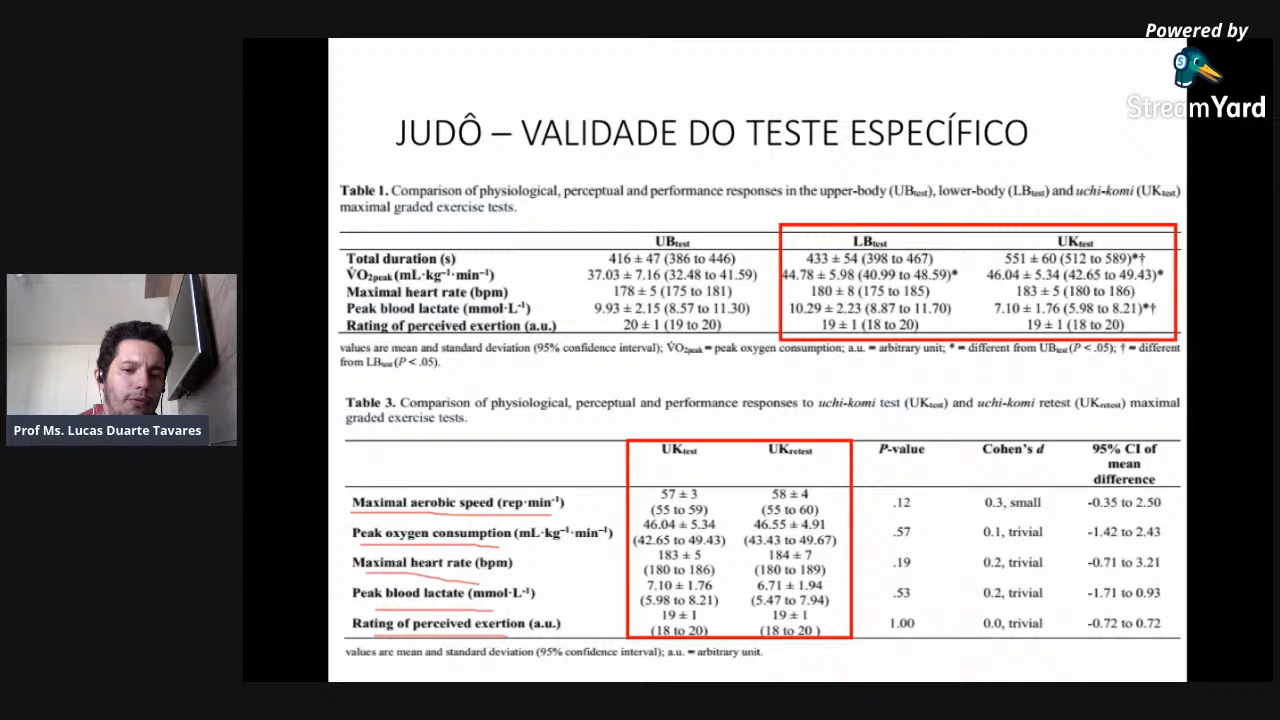 Powered by
StreamYard
JUDÔ – VALIDADE DO TESTE ESPECÍFICO
Table 1. Comparison of physiological, perceptual and performance responses in the upper-body (UBtest), lower-body (LBtest) and uchi-komi (UKtest)
maximal graded exercise tests.
UBtest LBtest UKtest
Total duration (s) 416 ± 47 (386 to 446) 433 ± 54 (398 to 467) 551 ± 60 (512 to 589)*†
V̇O2peak (mL·kg⁻¹·min⁻¹) 37.03 ± 7.16 (32.48 to 41.59) 44.78 ± 5.98 (40.99 to 48.59)* 46.04 ± 5.34 (42.65 to 49.43)*
Maximal heart rate (bpm) 178 ± 5 (175 to 181) 180 ± 8 (175 to 185) 183 ± 5 (180 to 186)
Peak blood lactate (mmol·L⁻¹) 9.93 ± 2.15 (8.57 to 11.30) 10.29 ± 2.23 (8.87 to 11.70) 7.10 ± 1.76 (5.98 to 8.21)*†
Rating of perceived exertion (a.u.) 20 ± 1 (19 to 20) 19 ± 1 (18 to 20) 19 ± 1 (18 to 20)
values are mean and standard deviation (95% confidence interval); V̇O2peak = peak oxygen consumption; a.u. = arbitrary unit; * = different from UBtest (P < .05); † = different
from LBtest (P < .05).
Table 3. Comparison of physiological, perceptual and performance responses to uchi-komi test (UKtest) and uchi-komi retest (UKretest) maximal
graded exercise tests.
UKtest UKretest P-value Cohen's d 95% CI of
mean
difference
57 ± 3 58 ± 4
Maximal aerobic speed (rep·min⁻¹) .12 0.3, small -0.35 to 2.50
(55 to 59) (55 to 60)
46.04 ± 5.34 46.55 ± 4.91
Peak oxygen consumption (mL·kg⁻¹·min⁻¹) .57 0.1, trivial -1.42 to 2.43
(42.65 to 49.43) (43.43 to 49.67)
183 ± 5 184 ± 7
Maximal heart rate (bpm) .19 0.2, trivial -0.71 to 3.21
(180 to 186) (180 to 189)
7.10 ± 1.76 6.71 ± 1.94
Peak blood lactate (mmol·L⁻¹) .53 0.2, trivial -1.71 to 0.93
(5.98 to 8.21) (5.47 to 7.94)
19 ± 1 19 ± 1
Rating of perceived exertion (a.u.) 1.00 0.0, trivial -0.72 to 0.72
(18 to 20) (18 to 20 )
values are mean and standard deviation (95% confidence interval); a.u. = arbitrary unit.
Prof Ms. Lucas Duarte Tavares